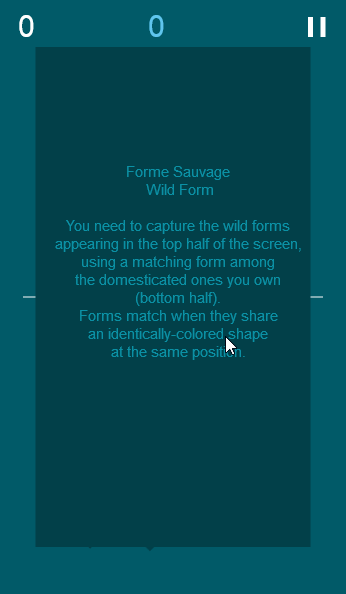 0 0
Forme Sauvage
Wild Form
You need to capture the wild forms
appearing in the top half of the screen,
using a matching form among
the domesticated ones you own
(bottom half).
Forms match when they share
an identically-colored shape
at the same position.